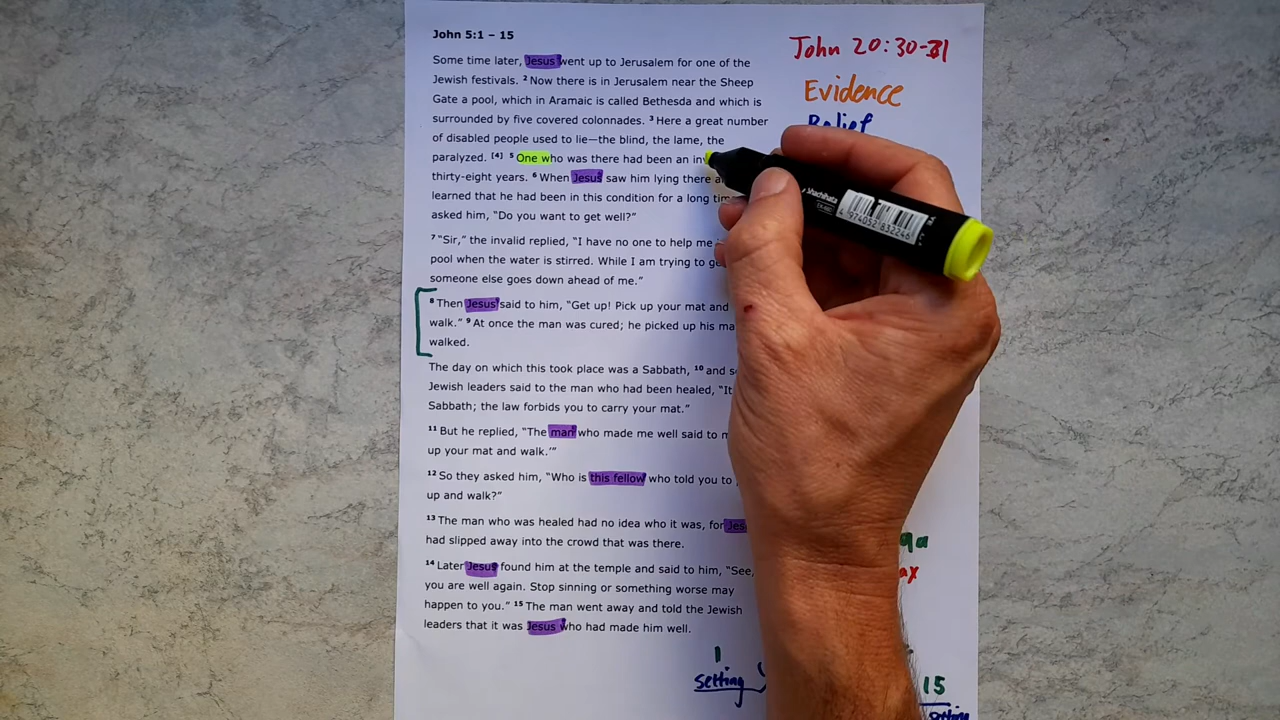 John 5:1 – 15
Some time later, Jesus went up to Jerusalem for one of the
Jewish festivals. 2 Now there is in Jerusalem near the Sheep
Gate a pool, which in Aramaic is called Bethesda and which is
surrounded by five covered colonnades. 3 Here a great number
of disabled people used to lie—the blind, the lame, the
paralyzed. [4] 5 One who was there had been an
thirty-eight years. 6 When Jesus saw him lying there
learned that he had been in this condition for a long
asked him, “Do you want to get well?”
7 “Sir,” the invalid replied, “I have no one to help me
pool when the water is stirred. While I am trying to
someone else goes down ahead of me.”
8 Then Jesus said to him, “Get up! Pick up your mat and
walk.” 9 At once the man was cured; he picked up his
walked.
The day on which this took place was a Sabbath, 10 and
Jewish leaders said to the man who had been healed, “It
Sabbath; the law forbids you to carry your mat.”
11 But he replied, “The man who made me well said to
up your mat and walk.’”
12 So they asked him, “Who is this fellow who told you to
up and walk?”
13 The man who was healed had no idea who it was, for
had slipped away into the crowd that was there.
14 Later Jesus found him at the temple and said to him, “See,
you are well again. Stop sinning or something worse may
happen to you.” 15 The man went away and told the Jewish
leaders that it was Jesus who had made him well.
John 20:30-31
Evidence
Belief
Shachihata
4 974052 832246
1
setting
15
setting